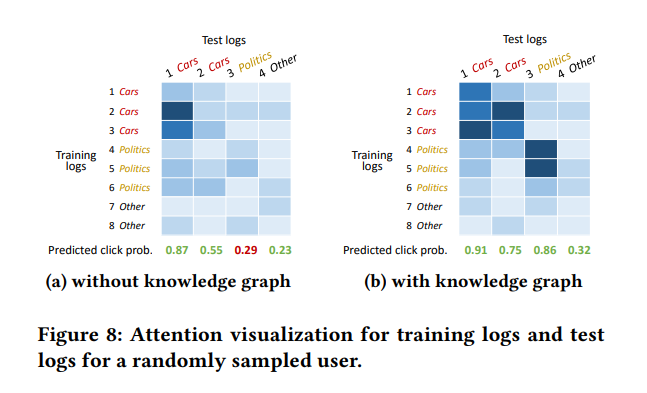 Test logs
1 Cars 2 Cars 3 Politics 4 Other
1 Cars
2 Cars
3 Cars
4 Politics
5 Politics
6 Politics
7 Other
8 Other
Training
logs
Predicted click prob. 0.87 0.55 0.29 0.23
(a) without knowledge graph
Test logs
1 Cars 2 Cars 3 Politics 4 Other
1 Cars
2 Cars
3 Cars
4 Politics
5 Politics
6 Politics
7 Other
8 Other
Training
logs
Predicted click prob. 0.91 0.75 0.86 0.32
(b) with knowledge graph
Figure 8: Attention visualization for training logs and test
logs for a randomly sampled user.